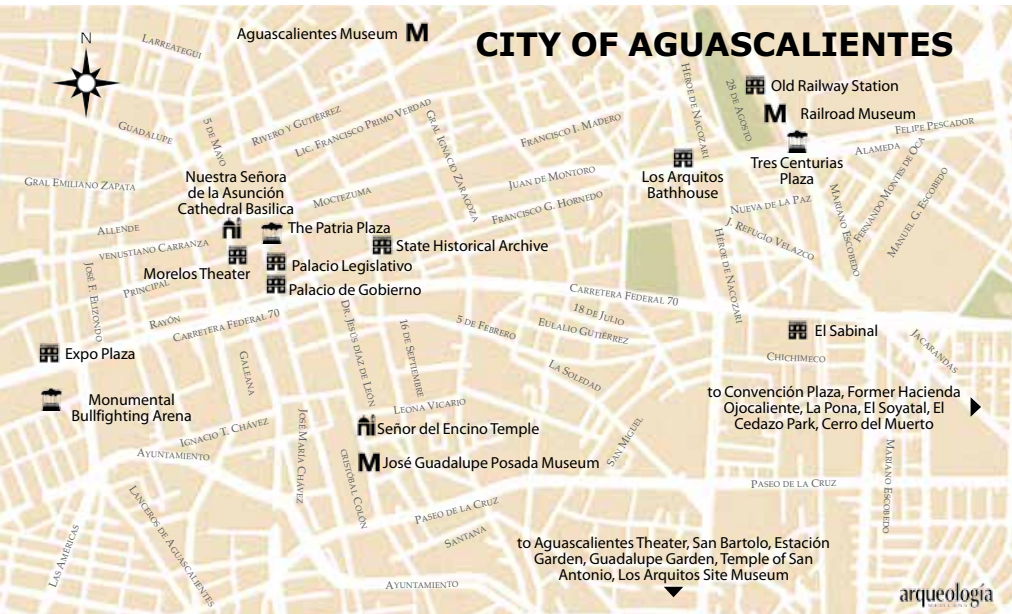 CITY OF AGUASCALIENTES
N
LARREATEGUI
Aguascalientes Museum M
HÉROE DE NACOZARI
28 DE AGOSTO
Old Railway Station
M Railroad Museum
FELIPE PESCADOR
ALAMEDA
Tres Centurias
Plaza
GUADALUPE
5 DE MAYO
RIVERO Y GUTIÉRREZ
LIC. FRANCISCO PRIMO VERDAD
GRAL IGNACIO ZARAGOZA
FRANCISCO I. MADERO
Los Arquitos
Bathhouse
GRAL EMILIANO ZAPATA
Nuestra Señora
de la Asunción
Cathedral Basilica
MOCTEZUMA
JUAN DE MONTORO
FRANCISCO G. HORNEDO
NUEVA DE LA PAZ
J. REFUGIO VELAZCO
MARIANO ESCOBEDO
FERNANDO MONTES DE OCA
MANUEL G. ESCOBEDO
ALLENDE
VENUSTIANO CARRANZA
The Patria Plaza
State Historical Archive
Morelos Theater
Palacio Legislativo
Palacio de Gobierno
HÉROE DE NACOZARI
JOSÉ F. ELIZONDO
PRINCIPAL
RAYÓN
CARRETERA FEDERAL 70
CARRETERA FEDERAL 70
18 DE JULIO
EULALIO GUTIÉRREZ
5 DE FEBRERO
DR. JESÚS DÍAZ DE LEÓN
16 DE SEPTIEMBRE
El Sabinal
JACARANDAS
CHICHIMECO
Expo Plaza
GALEANA
LA SOLEDAD
Monumental
Bullfighting Arena
to Convención Plaza, Former Hacienda
Ojocaliente, La Pona, El Soyatal, El
Cedazo Park, Cerro del Muerto
LEONA VICARIO
Señor del Encino Temple
IGNACIO T. CHÁVEZ
AYUNTAMIENTO
JOSÉ MARÍA CHÁVEZ
CRISTÓBAL COLÓN
SAN MIGUEL
M José Guadalupe Posada Museum
MARIANO ESCOBEDO
PASEO DE LA CRUZ
LANCEROS DE AGUASCALIENTES
PASEO DE LA CRUZ
SANTANA
LAS AMÉRICAS
to Aguascalientes Theater, San Bartolo, Estación
Garden, Guadalupe Garden, Temple of San
Antonio, Los Arquitos Site Museum
AYUNTAMIENTO
arqueología